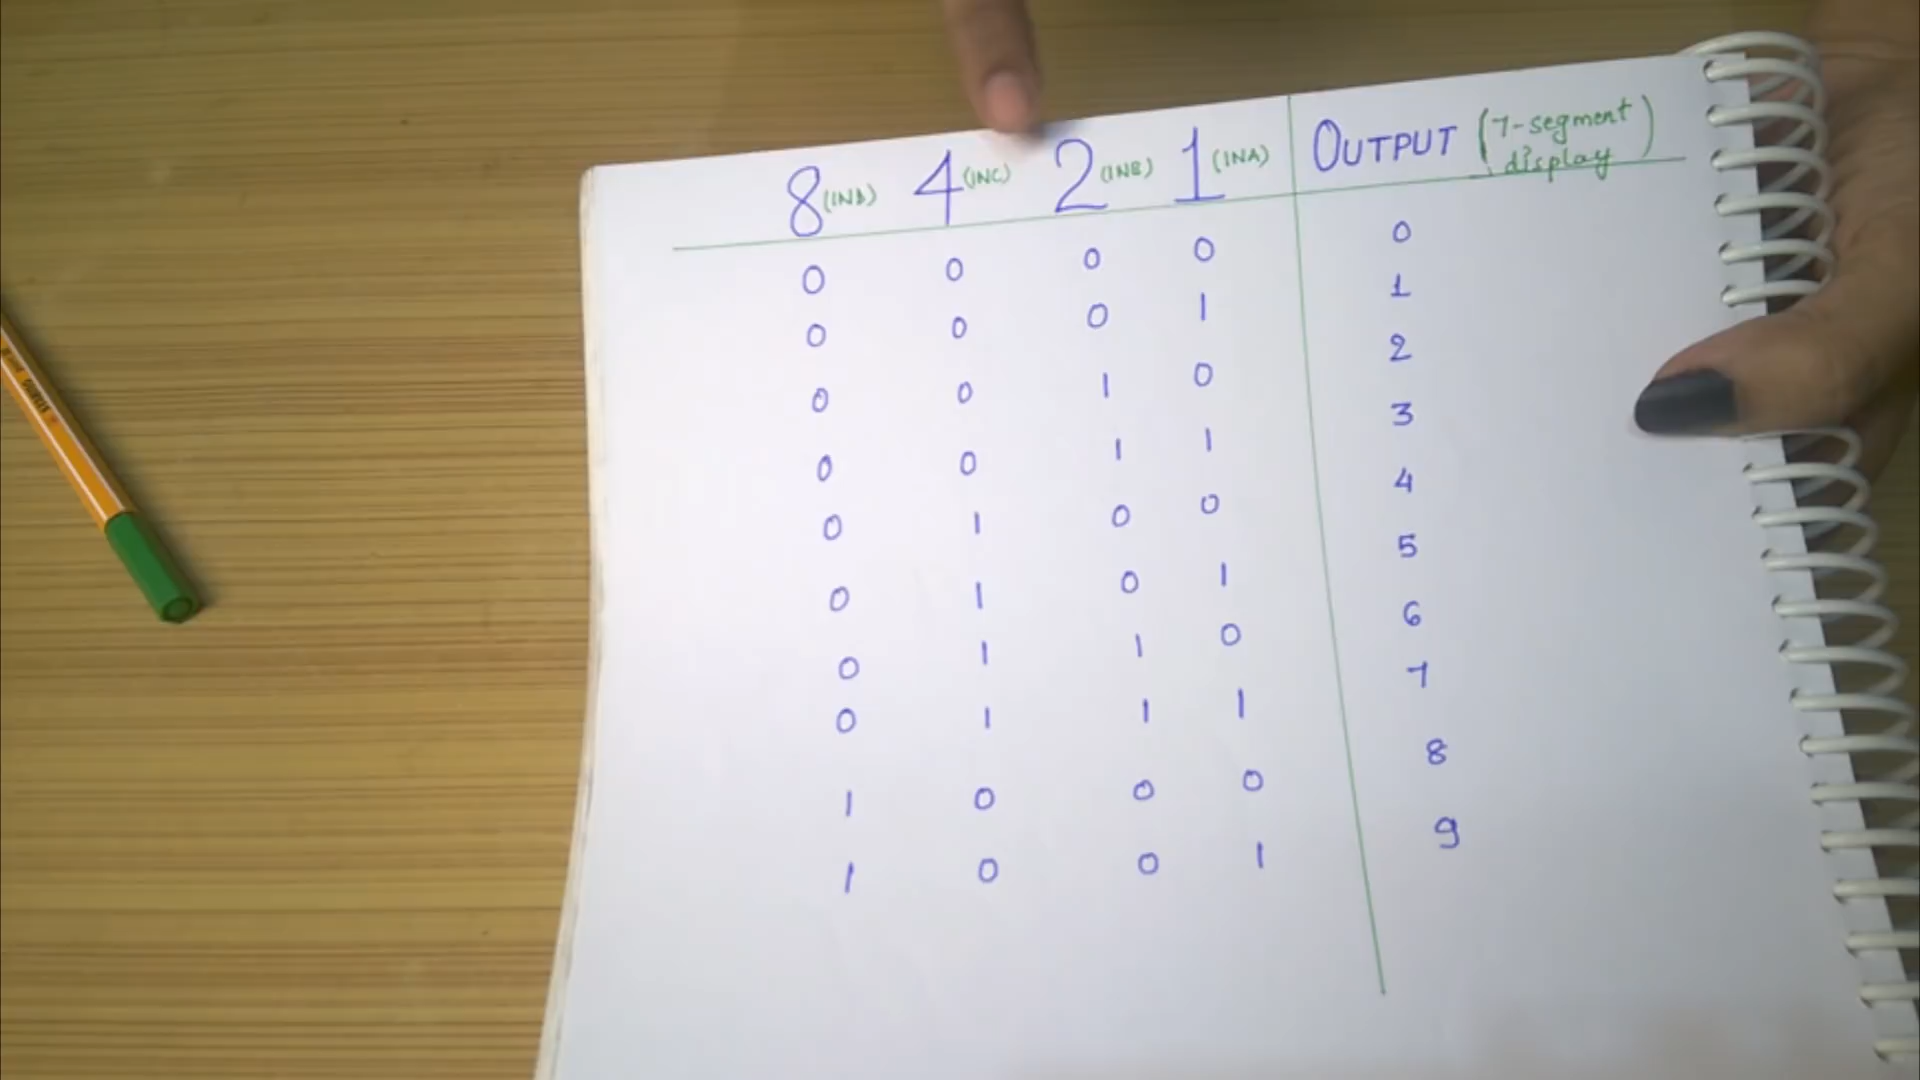 8 (IND) 4 (INC) 2 (INB) 1 (INA) OUTPUT (7-segment display)
0 0 0 0 0
0 0 0 1 1
0 0 1 0 2
0 0 1 1 3
0 1 0 0 4
0 1 0 1 5
0 1 1 0 6
0 1 1 1 7
1 0 0 0 8
1 0 0 1 9